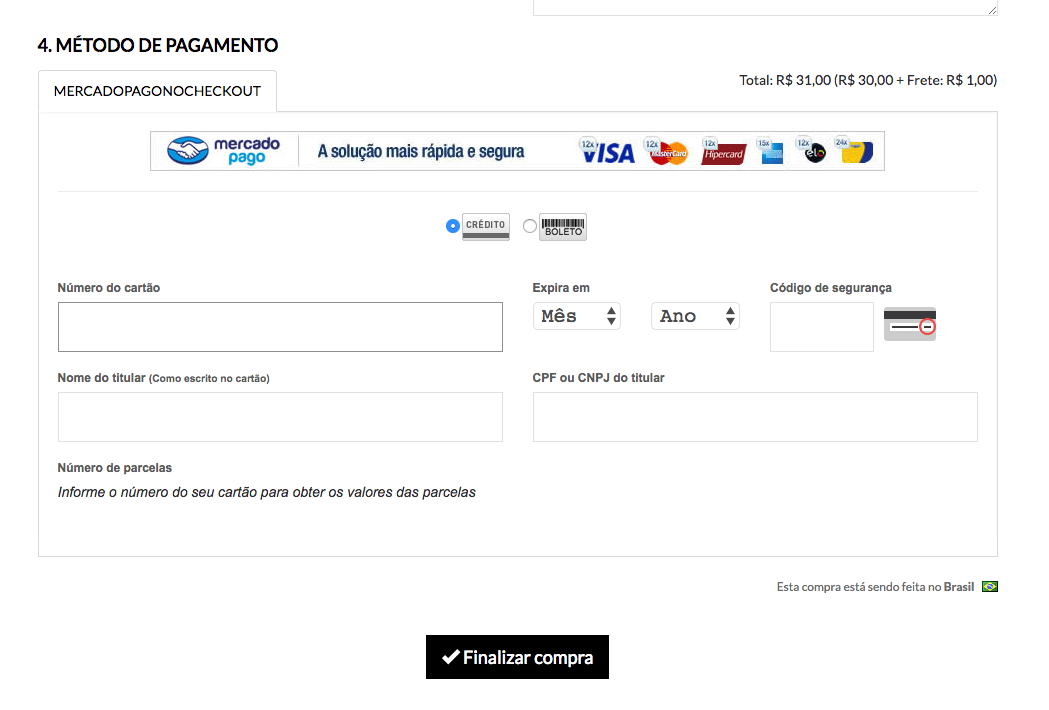 4. MÉTODO DE PAGAMENTO
MERCADOPAGONOCHECKOUT
Total: R$ 31,00 (R$ 30,00 + Frete: R$ 1,00)
mercado
pago
A solução mais rápida e segura
12x VISA 12x MasterCard 12x Hipercard 15x 12x elo 24x
CRÉDITO BOLETO
Número do cartão
Expira em
Código de segurança
Mês Ano
Nome do titular (Como escrito no cartão)
CPF ou CNPJ do titular
Número de parcelas
Informe o número do seu cartão para obter os valores das parcelas
Esta compra está sendo feita no Brasil
Finalizar compra